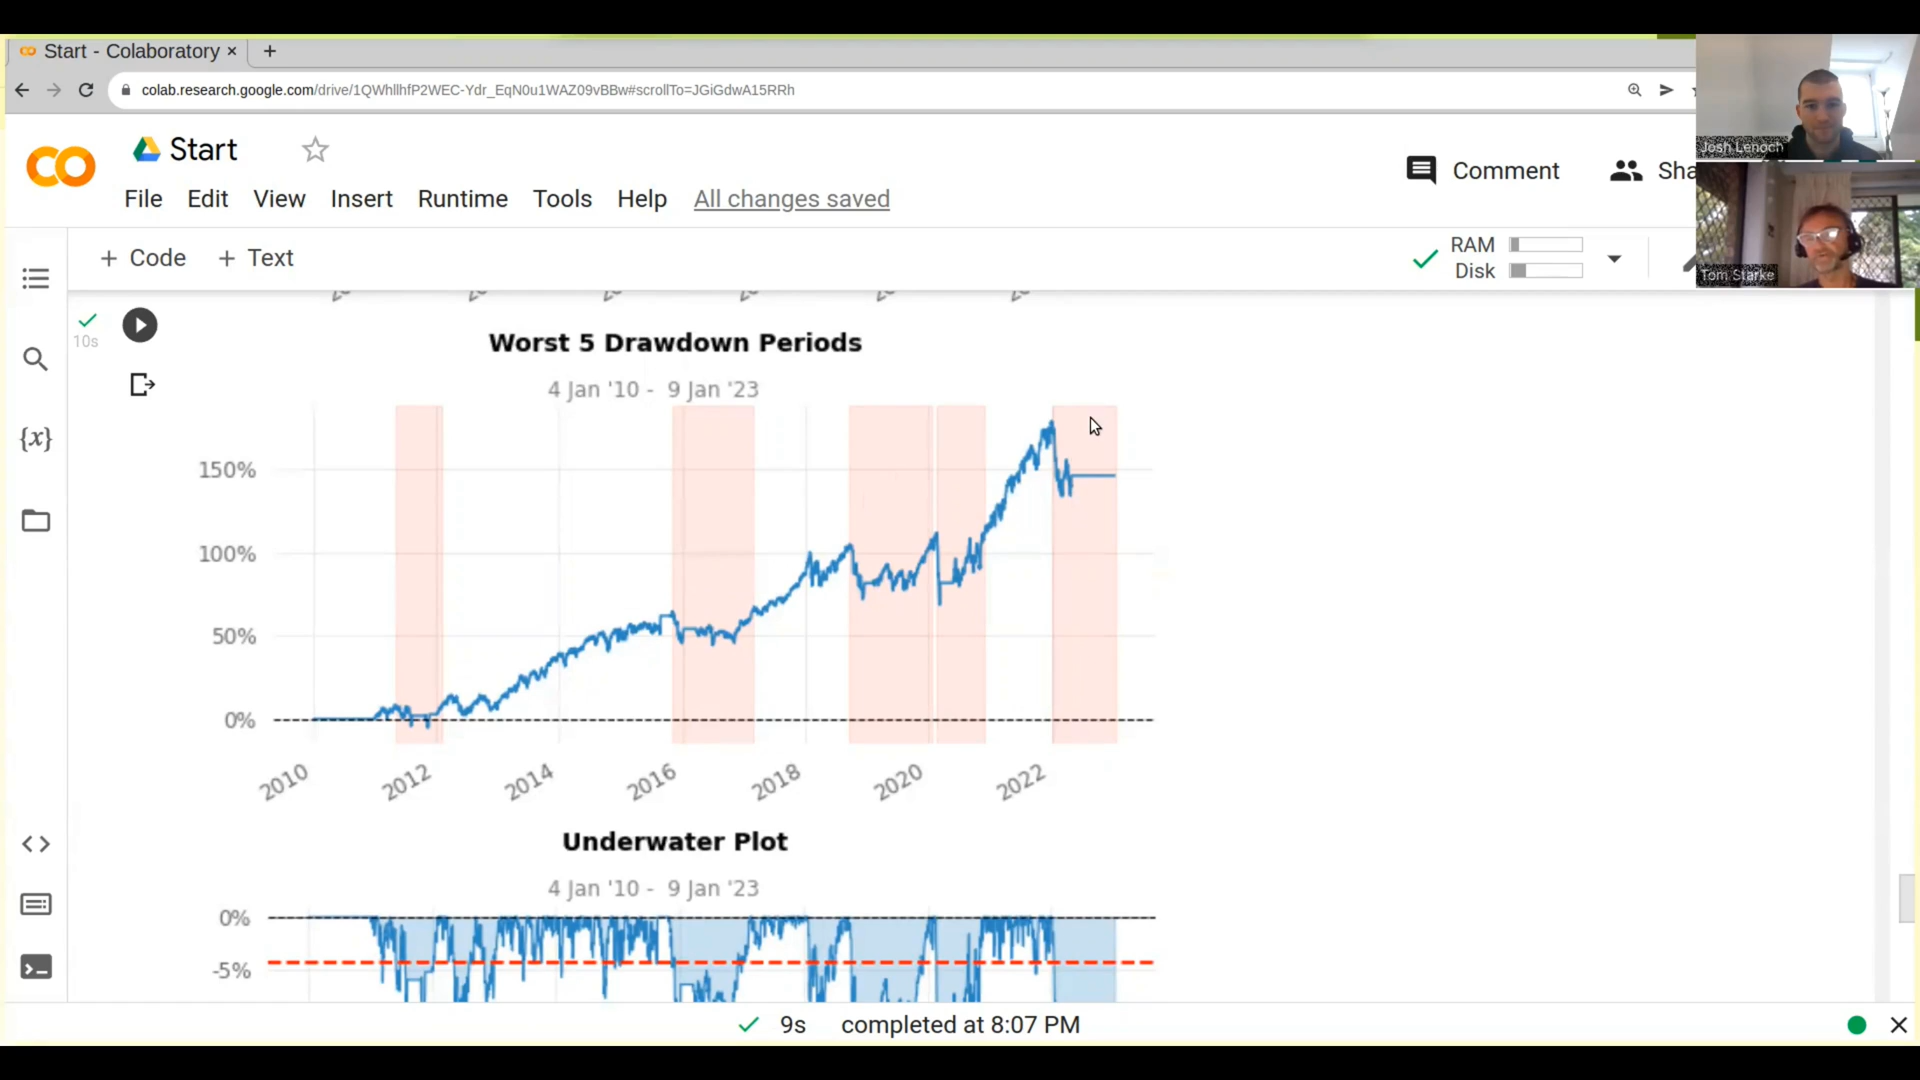 Start - Colaboratory × +
colab.research.google.com/drive/1QWhllhfP2WEC-Ydr_EqN0u1WAZ09vBBw#scrollTo=JGiGdwA15RRh
Start
Comment
File Edit View Insert Runtime Tools Help All changes saved
+ Code + Text
RAM
Disk
Josh Lenoch
Tom Starke
10s
{x}
Worst 5 Drawdown Periods
4 Jan '10 - 9 Jan '23
150%
100%
50%
0%
2010 2012 2014 2016 2018 2020 2022
Underwater Plot
4 Jan '10 - 9 Jan '23
0%
-5%
9s completed at 8:07 PM